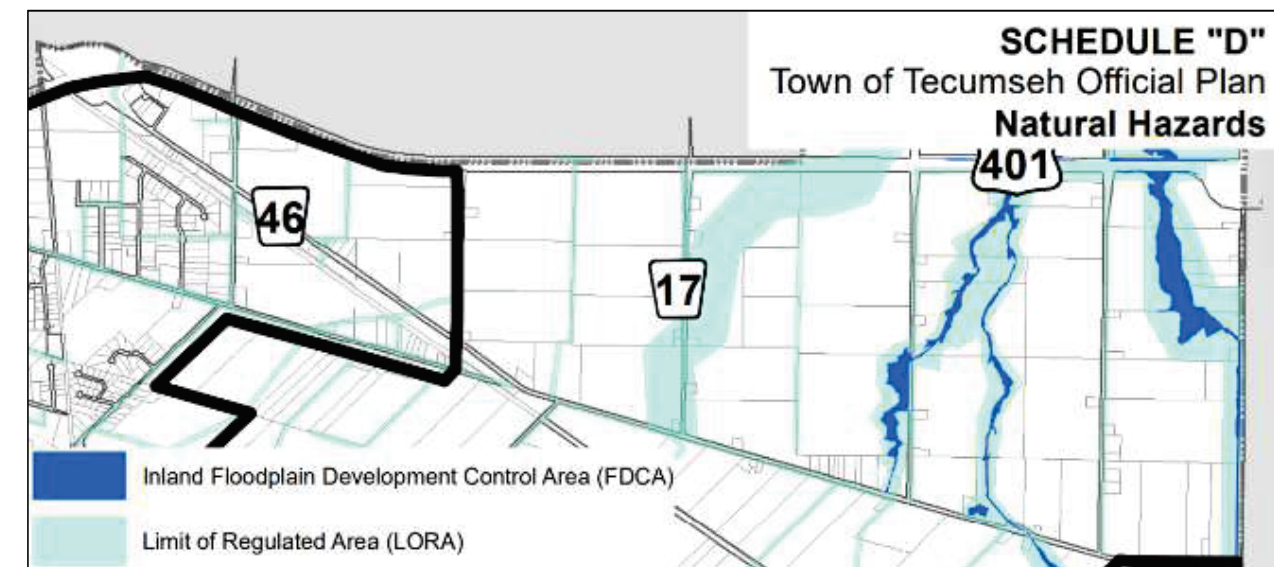 SCHEDULE "D"
Town of Tecumseh Official Plan
Natural Hazards
401
46
17
Inland Floodplain Development Control Area (FDCA)
Limit of Regulated Area (LORA)